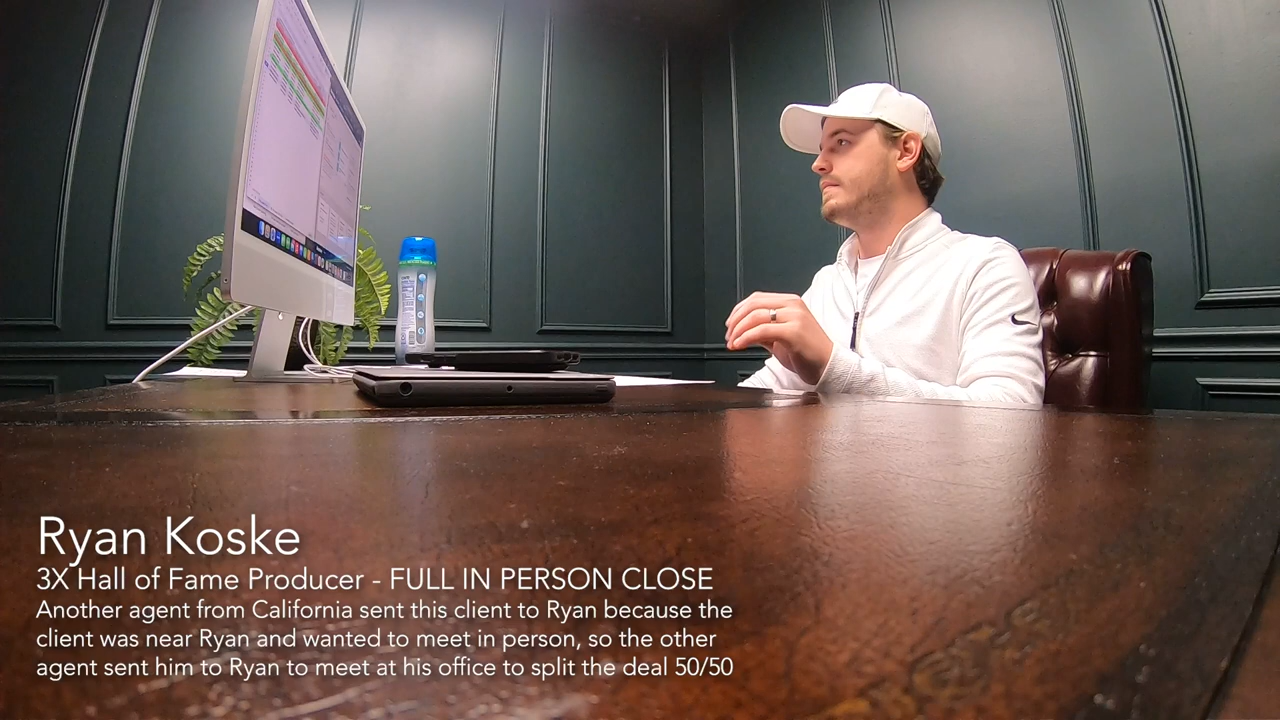 Ryan Koske
3X Hall of Fame Producer - FULL IN PERSON CLOSE
Another agent from California sent this client to Ryan because the
client was near Ryan and wanted to meet in person, so the other
agent sent him to Ryan to meet at his office to split the deal 50/50